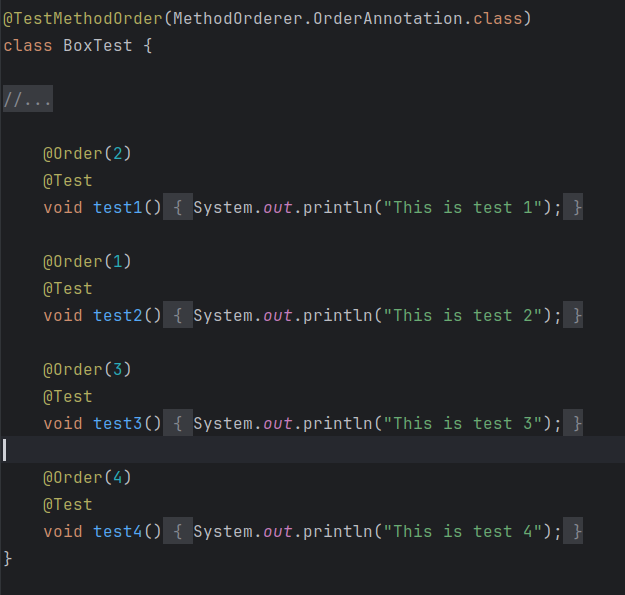 @TestMethodOrder(MethodOrderer.OrderAnnotation.class)
class BoxTest {
//...
@Order(2)
@Test
void test1() { System.out.println("This is test 1"); }
@Order(1)
@Test
void test2() { System.out.println("This is test 2"); }
@Order(3)
@Test
void test3() { System.out.println("This is test 3"); }
@Order(4)
@Test
void test4() { System.out.println("This is test 4"); }
}